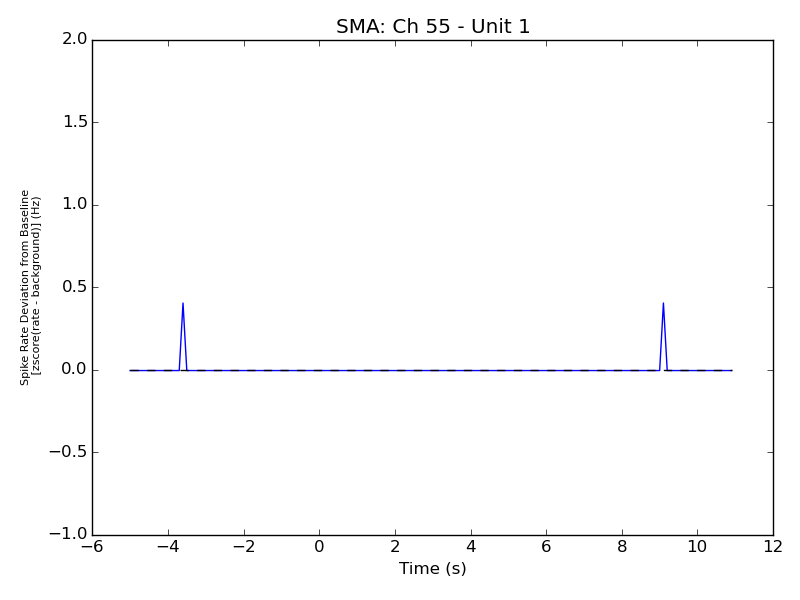 SMA: Ch 55 - Unit 1
2.0
1.5
1.0
0.5
0.0
−0.5
−1.0
Spike Rate Deviation from Baseline
[zscore(rate - background)] (Hz)
−6 −4 −2 0 2 4 6 8 10 12
Time (s)